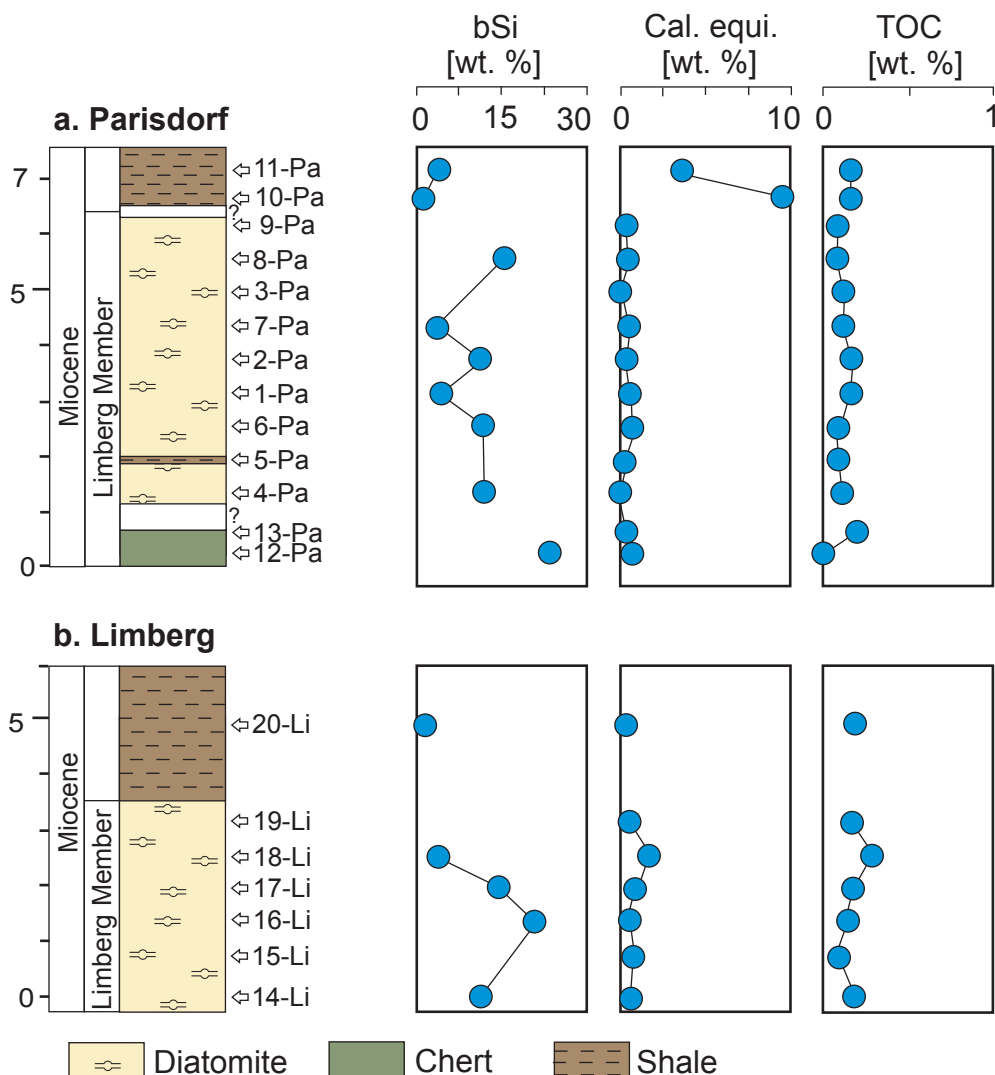 bSi
[wt. %]
Cal. equi.
[wt. %]
TOC
[wt. %]
0 15 30
0 10
0 1
a. Parisdorf
7
5
0
Miocene
Limberg Member
?
?
11-Pa
10-Pa
9-Pa
8-Pa
3-Pa
7-Pa
2-Pa
1-Pa
6-Pa
5-Pa
4-Pa
13-Pa
12-Pa
b. Limberg
5
0
Miocene
Limberg Member
20-Li
19-Li
18-Li
17-Li
16-Li
15-Li
14-Li
Diatomite
Chert
Shale